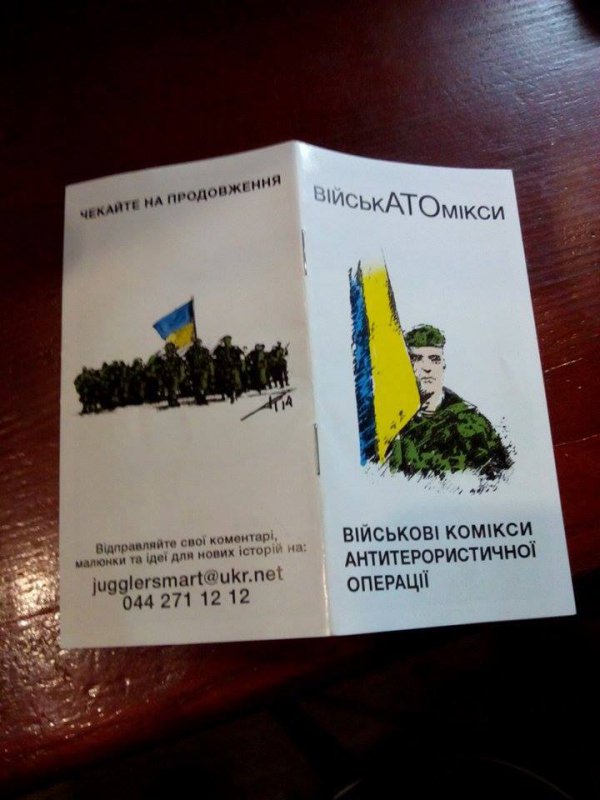 ЧЕКАЙТЕ НА ПРОДОВЖЕННЯ
Відправляйте свої коментарі,
малюнки та ідеї для нових історій на:
jugglersmart@ukr.net
044 271 12 12
ВІЙСЬКАТОМІКСИ
ВІЙСЬКОВІ КОМІКСИ
АНТИТЕРОРИСТИЧНОЇ
ОПЕРАЦІЇ